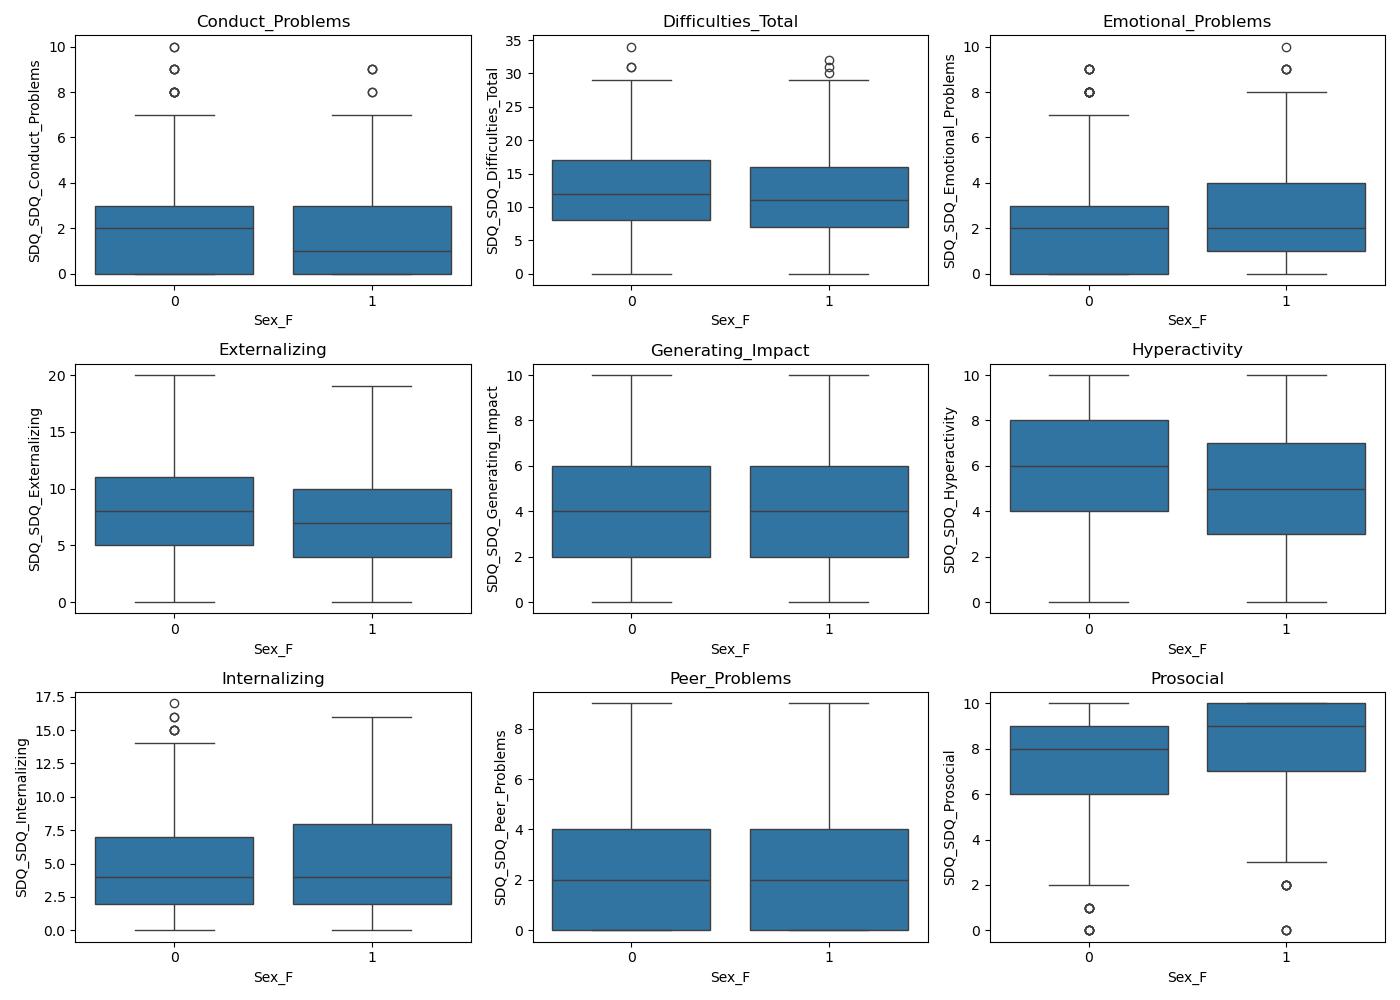 Conduct_Problems
SDQ_SDQ_Conduct_Problems
10
8
6
4
2
0
0 1
Sex_F
Difficulties_Total
SDQ_SDQ_Difficulties_Total
35
30
25
20
15
10
5
0
0 1
Sex_F
Emotional_Problems
SDQ_SDQ_Emotional_Problems
10
8
6
4
2
0
0 1
Sex_F
Externalizing
SDQ_SDQ_Externalizing
20
15
10
5
0
0 1
Sex_F
Generating_Impact
SDQ_SDQ_Generating_Impact
10
8
6
4
2
0
0 1
Sex_F
Hyperactivity
SDQ_SDQ_Hyperactivity
10
8
6
4
2
0
0 1
Sex_F
Internalizing
SDQ_SDQ_Internalizing
17.5
15.0
12.5
10.0
7.5
5.0
2.5
0.0
0 1
Sex_F
Peer_Problems
SDQ_SDQ_Peer_Problems
8
6
4
2
0
0 1
Sex_F
Prosocial
SDQ_SDQ_Prosocial
10
8
6
4
2
0
0 1
Sex_F